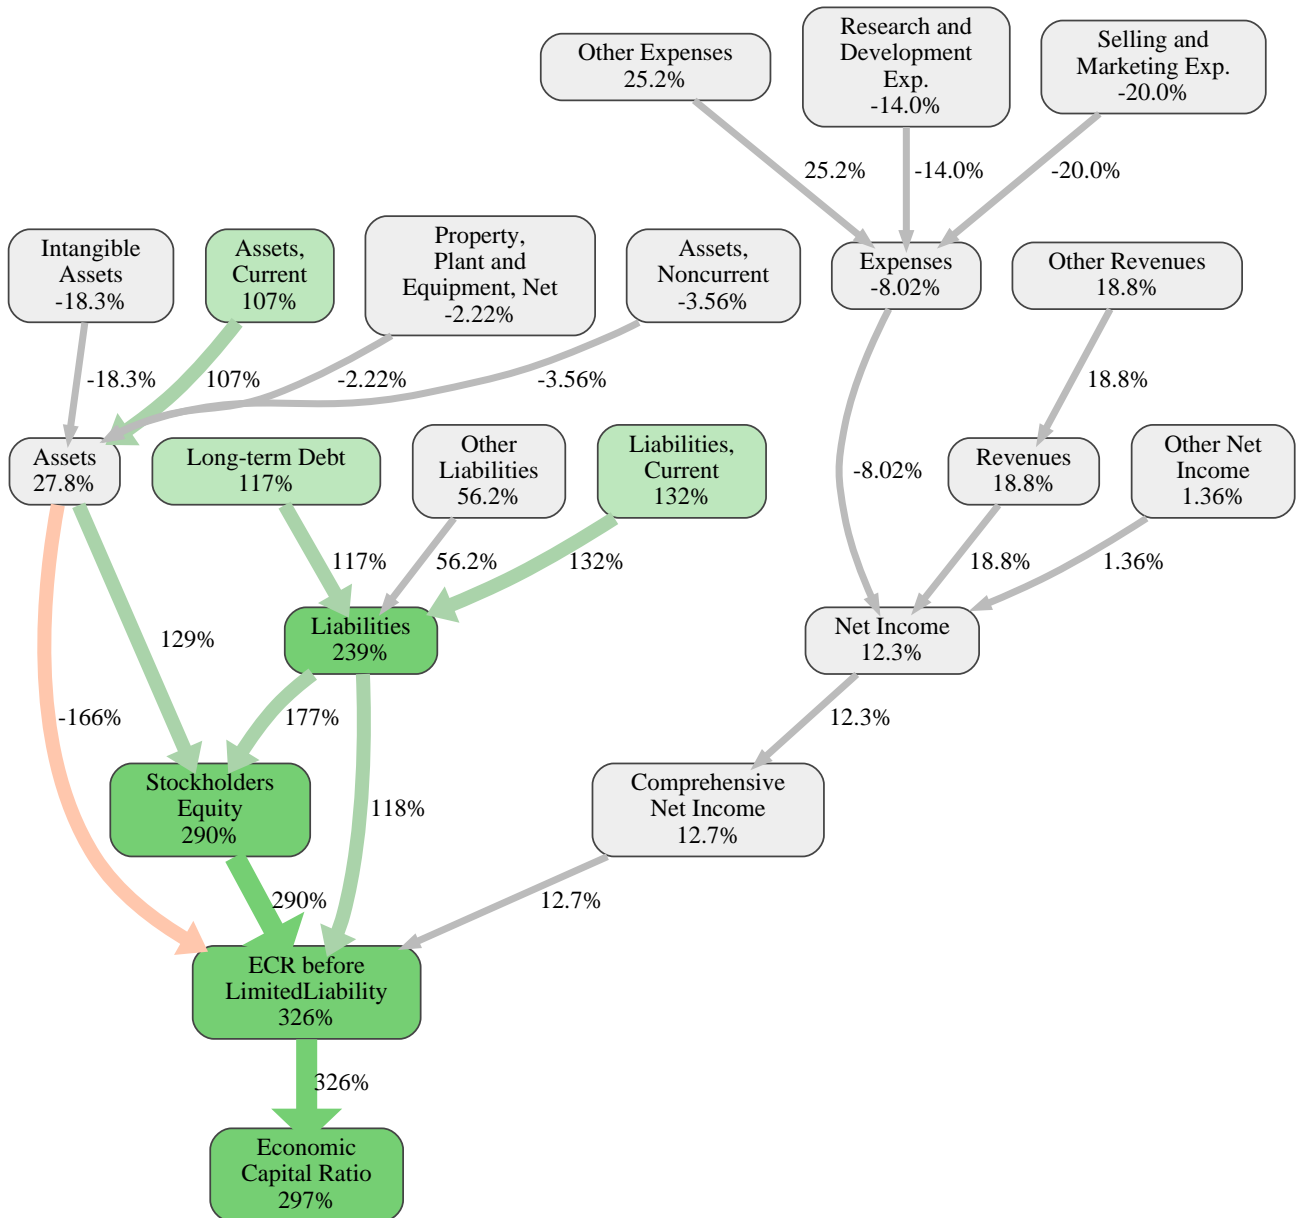 Other Expenses
25.2%
Research and
Development
Exp.
-14.0%
Selling and
Marketing Exp.
-20.0%
25.2%
-14.0%
-20.0%
Intangible
Assets
-18.3%
Assets,
Current
107%
Property,
Plant and
Equipment, Net
-2.22%
Assets,
Noncurrent
-3.56%
Expenses
-8.02%
Other Revenues
18.8%
-18.3%
107%
-2.22%
-3.56%
18.8%
Assets
27.8%
Long-term Debt
117%
Other
Liabilities
56.2%
Liabilities,
Current
132%
-8.02%
Revenues
18.8%
Other Net
Income
1.36%
117%
56.2%
132%
18.8%
1.36%
129%
Liabilities
239%
Net Income
12.3%
-166%
177%
12.3%
Stockholders
Equity
290%
118%
Comprehensive
Net Income
12.7%
290%
12.7%
ECR before
LimitedLiability
326%
326%
Economic
Capital Ratio
297%